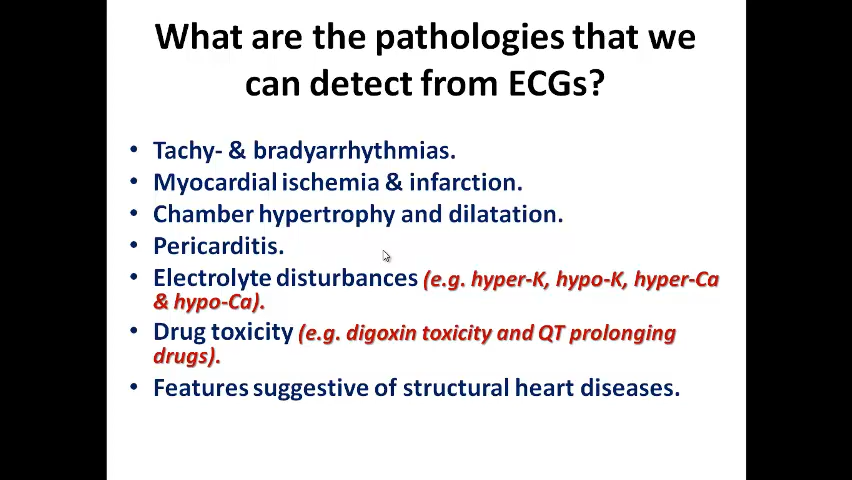 What are the pathologies that we
can detect from ECGs?
• Tachy- & bradyarrhythmias.
• Myocardial ischemia & infarction.
• Chamber hypertrophy and dilatation.
• Pericarditis.
• Electrolyte disturbances (e.g. hyper-K, hypo-K, hyper-Ca
& hypo-Ca).
• Drug toxicity (e.g. digoxin toxicity and QT prolonging
drugs).
• Features suggestive of structural heart diseases.